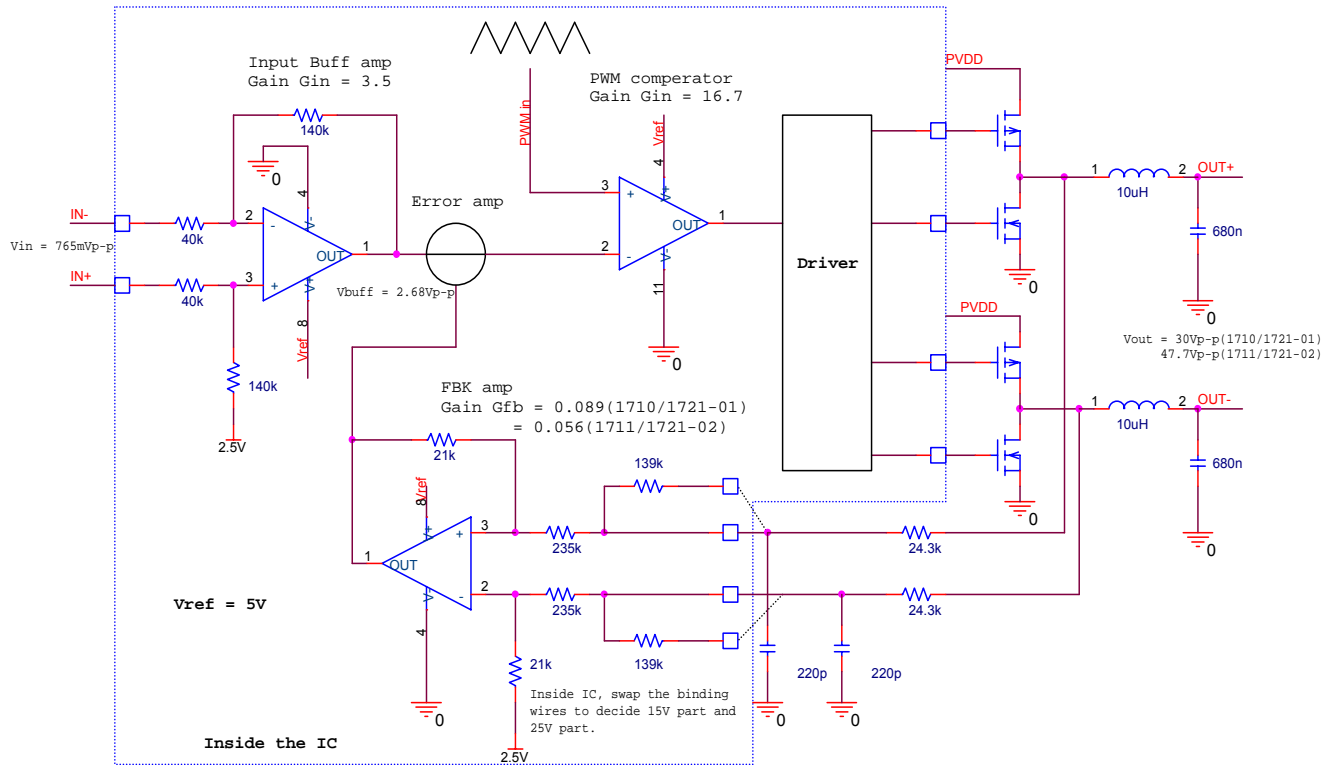 Input Buff amp
Gain Gin = 3.5
140k
0
4
V-
IN-
40k
2
-
Vin = 765mVp-p
OUT
1
IN+
40k
3
+
V+
8
Vref
140k
2.5V
Error amp
Vbuff = 2.68Vp-p
PWM in
PWM comperator
Gain Gin = 16.7
Vref
4
V+
3
+
OUT
1
2
-
V-
11
0
Driver
PVDD
0
1
2
10uH
OUT+
680n
0
PVDD
0
1
2
10uH
OUT-
680n
0
Vout = 30Vp-p(1710/1721-01)
47.7Vp-p(1711/1721-02)
FBK amp
Gain Gfb = 0.089(1710/1721-01)
= 0.056(1711/1721-02)
21k
139k
Vref
8
V+
3
+
235k
24.3k
1
OUT
2
-
235k
24.3k
V-
4
0
21k
139k
220p
220p
0
0
2.5V
Inside IC, swap the binding
wires to decide 15V part and
25V part.
Vref = 5V
Inside the IC